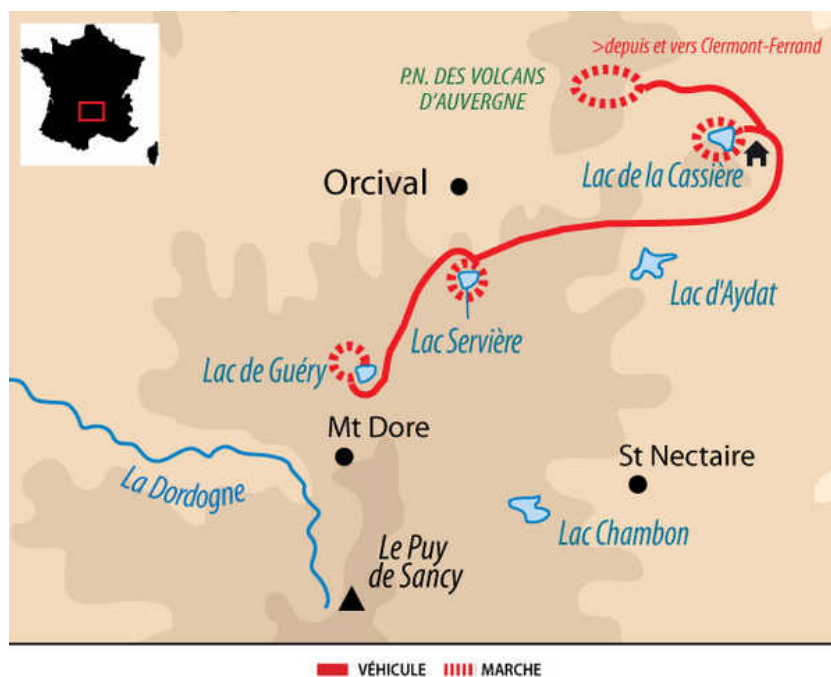 >depuis et vers Clermont-Ferrand
P.N. DES VOLCANS
D'AUVERGNE
Lac de la Cassière
Orcival
Lac d'Aydat
Lac Servière
Lac de Guéry
Mt Dore
St Nectaire
La Dordogne
Lac Chambon
Le Puy
de Sancy
VÉHICULE
MARCHE